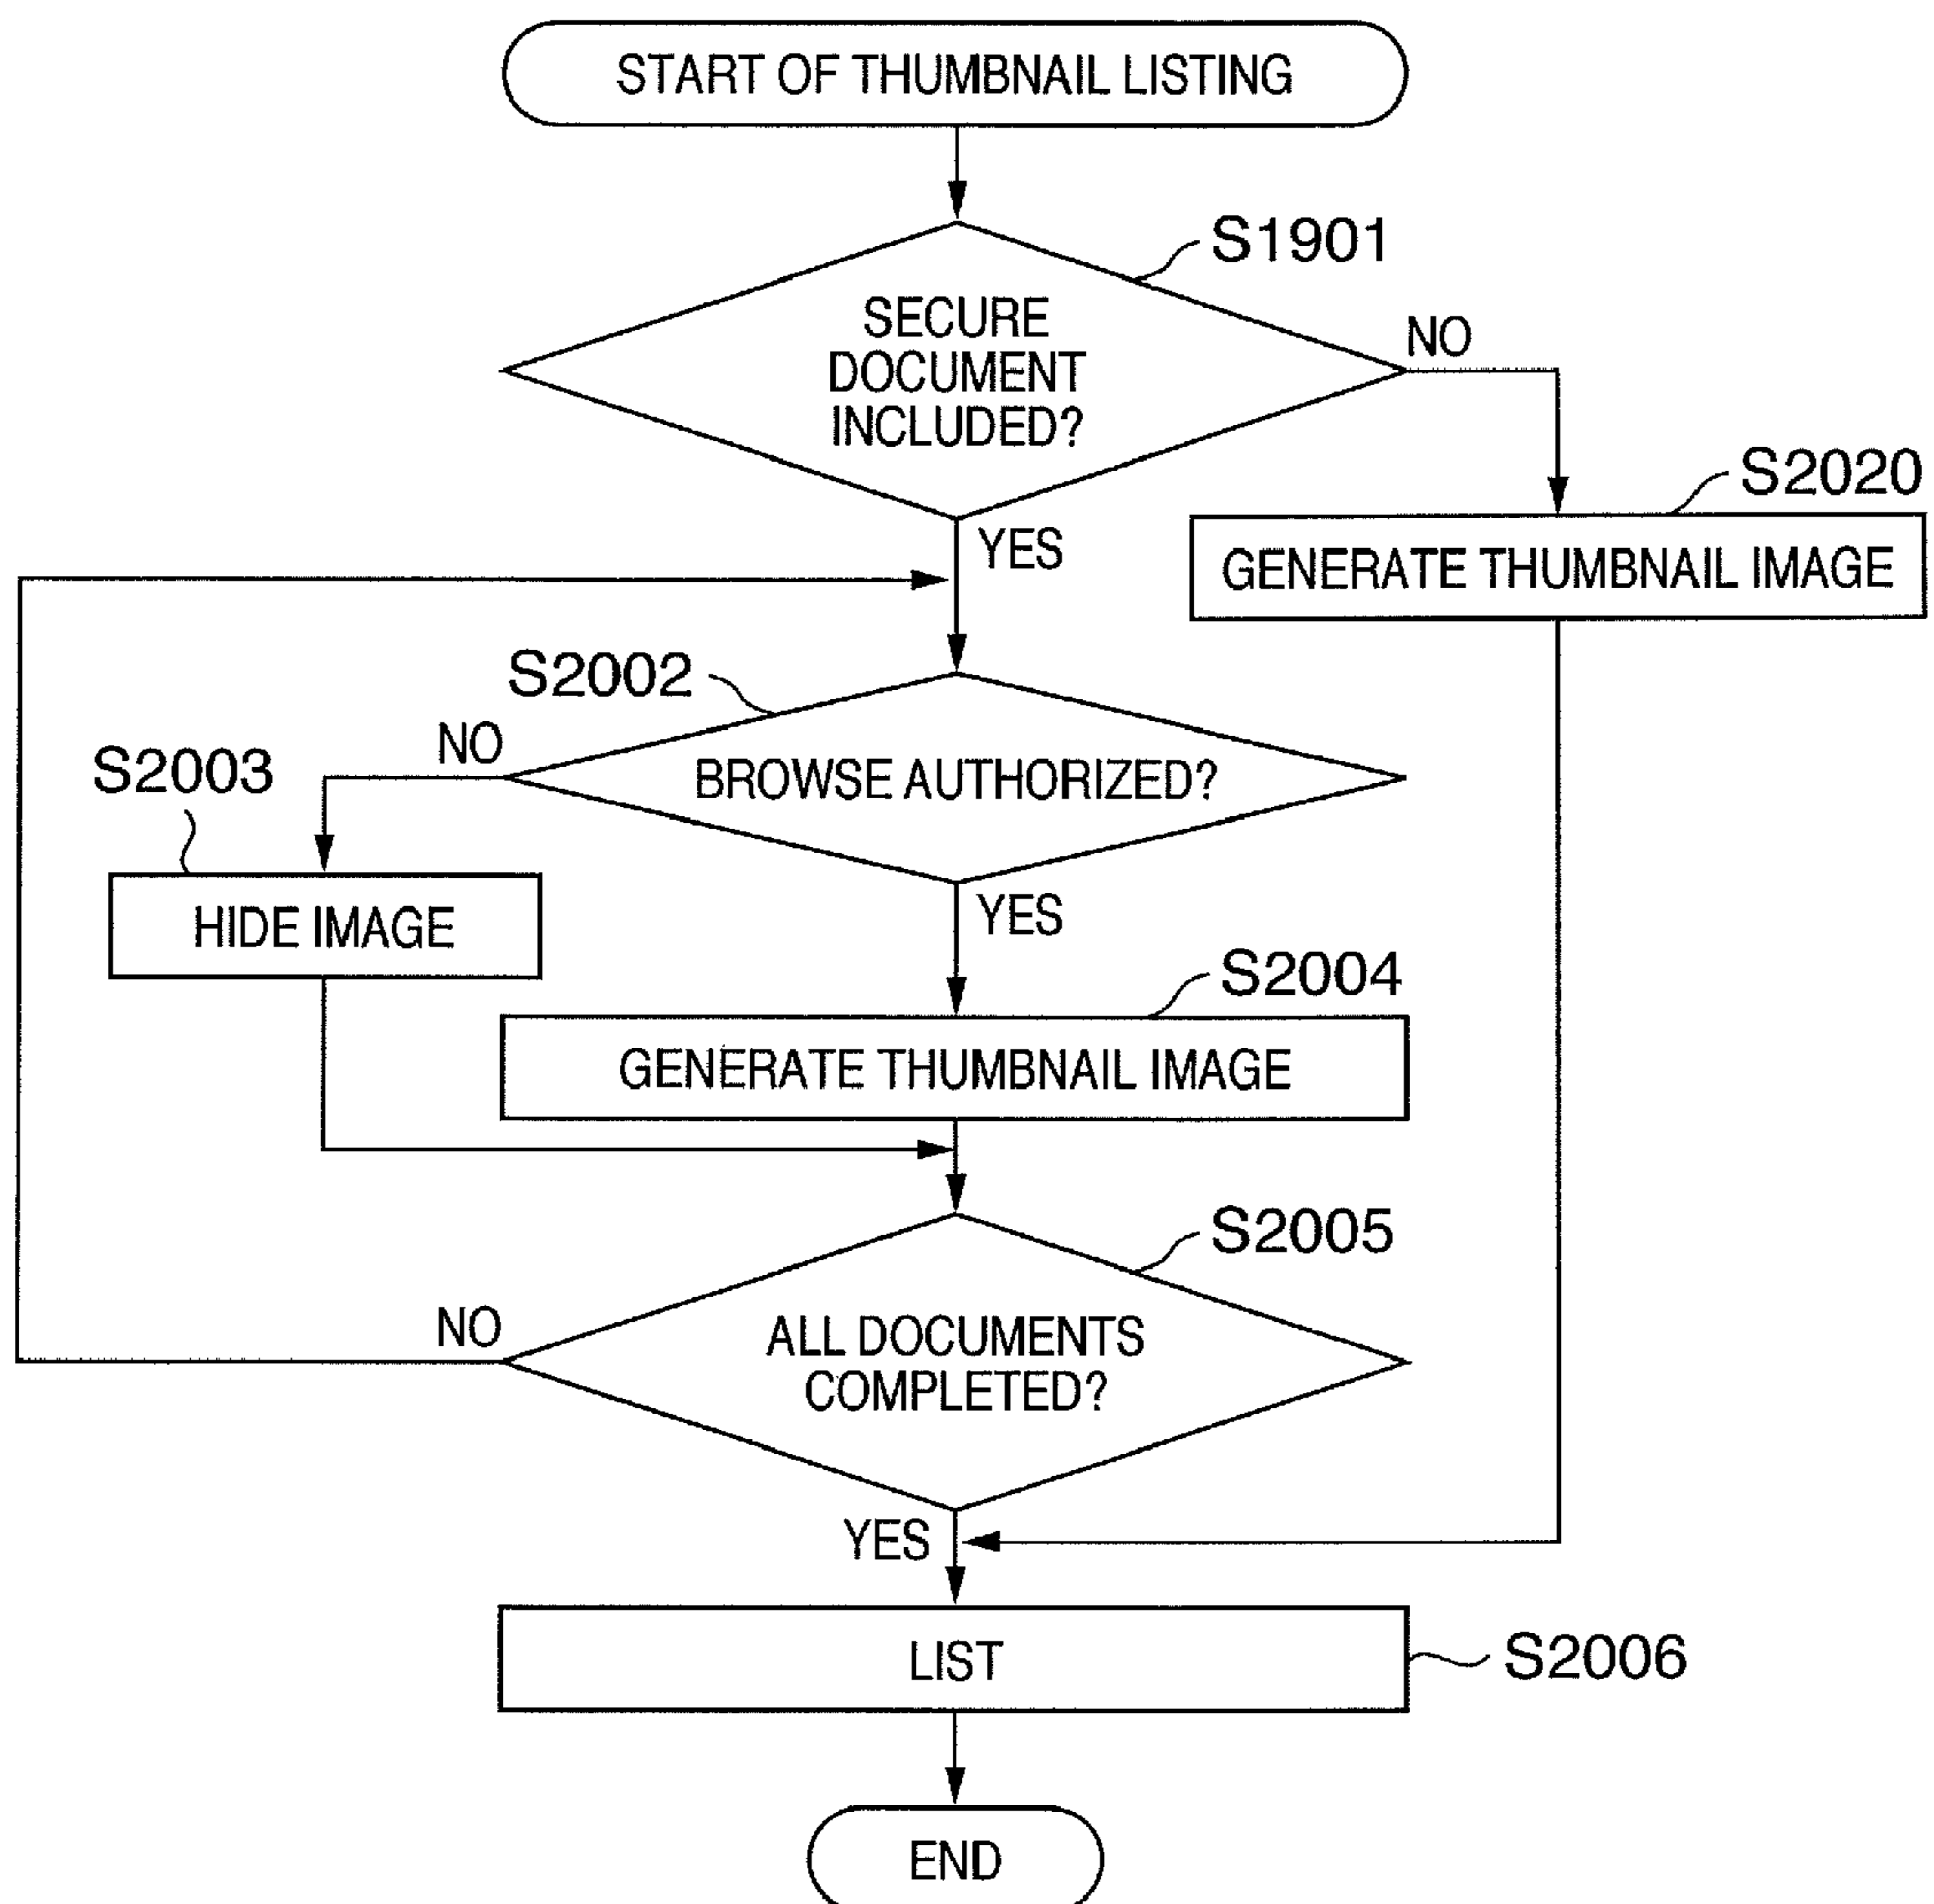 START OF THUMBNAIL LISTING
S1901
SECURE
DOCUMENT
INCLUDED?
NO
S2020
YES
GENERATE THUMBNAIL IMAGE
S2002
NO
S2003
BROWSE AUTHORIZED?
HIDE IMAGE
YES
S2004
GENERATE THUMBNAIL IMAGE
S2005
NO
ALL DOCUMENTS
COMPLETED?
YES
LIST
S2006
END